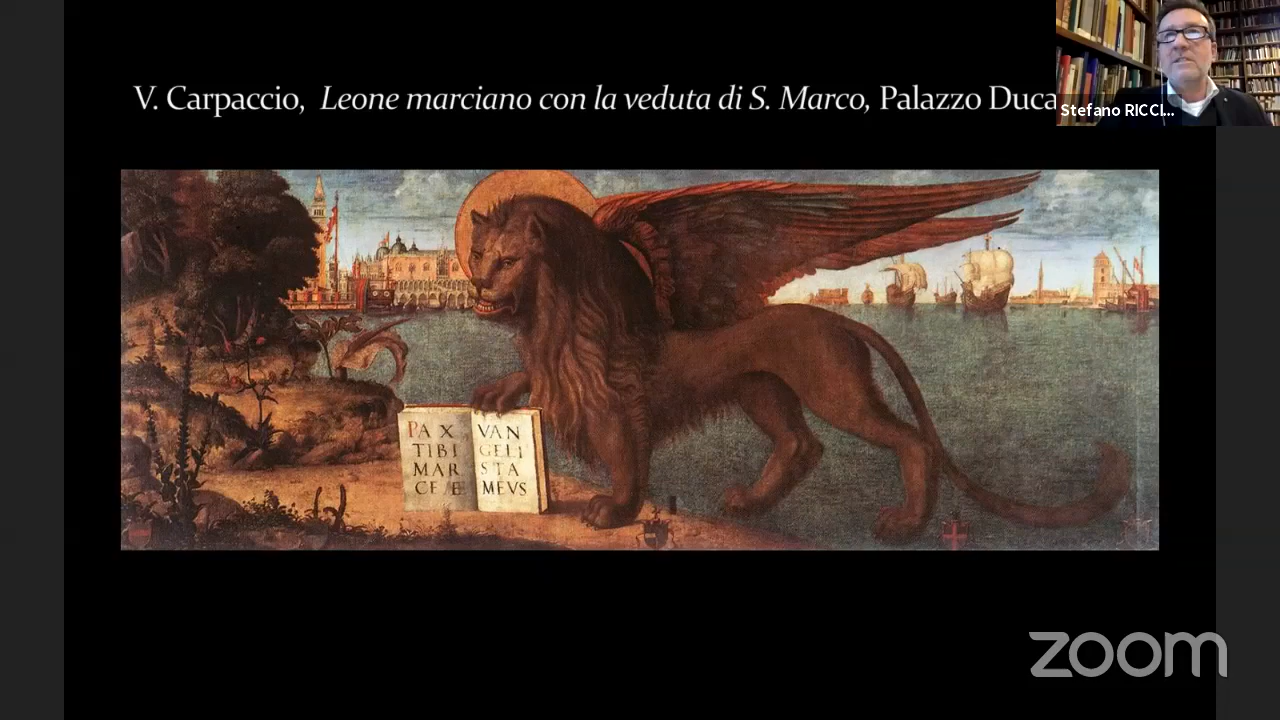 V. Carpaccio, Leone marciano con la veduta di S. Marco, Palazzo Duca
Stefano RICCI...
PAX
TIBI
MAR
CE E
VAN
GELI
STA
MEVS
zoom